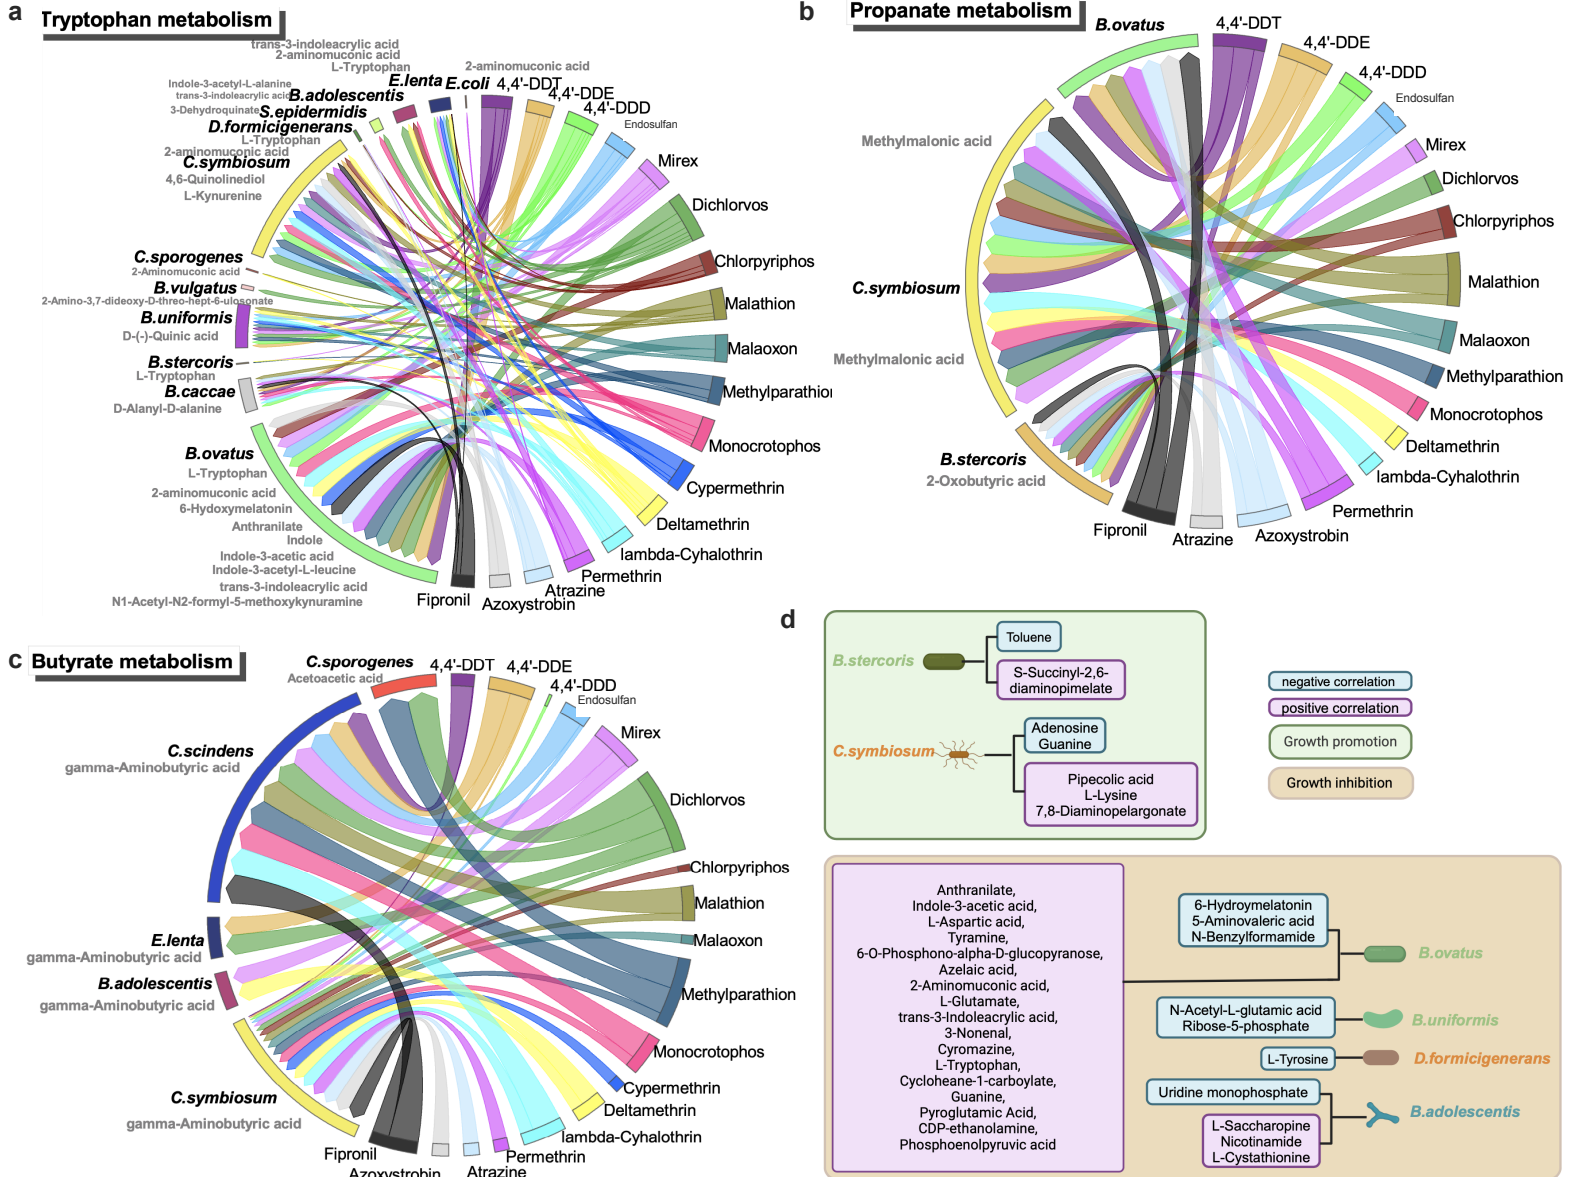 a
Tryptophan metabolism
trans-3-indoleacrylic acid
2-aminomuconic acid
L-Tryptophan
2-aminomuconic acid
Indole-3-acetyl-L-alanine
trans-3-indoleacrylic acid
3-Dehydroquinate
E.lenta
E.coli
B.adolescentis
S.epidermidis
D.formicigenerans
L-Tryptophan
2-aminomuconic acid
C.symbiosum
4,6-Quinolinediol
L-Kynurenine
C.sporogenes
2-Aminomuconic acid
B.vulgatus
2-Amino-3,7-dideoxy-D-threo-hept-6-ulosonate
B.uniformis
D-(-)-Quinic acid
B.stercoris
L-Tryptophan
B.caccae
D-Alanyl-D-alanine
B.ovatus
L-Tryptophan
2-aminomuconic acid
6-Hydoxymelatonin
Anthranilate
Indole
Indole-3-acetic acid
Indole-3-acetyl-L-leucine
trans-3-indoleacrylic acid
N1-Acetyl-N2-formyl-5-methoxykynuramine
4,4'-DDT
4,4'-DDE
4,4'-DDD
Endosulfan
Mirex
Dichlorvos
Chlorpyriphos
Malathion
Malaoxon
Methylparathion
Monocrotophos
Cypermethrin
Deltamethrin
lambda-Cyhalothrin
Permethrin
Atrazine
Azoxystrobin
Fipronil
b
Propanate metabolism
B.ovatus
Methylmalonic acid
C.symbiosum
Methylmalonic acid
B.stercoris
2-Oxobutyric acid
4,4'-DDT
4,4'-DDE
4,4'-DDD
Endosulfan
Mirex
Dichlorvos
Chlorpyriphos
Malathion
Malaoxon
Methylparathion
Monocrotophos
Deltamethrin
lambda-Cyhalothrin
Permethrin
Azoxystrobin
Atrazine
Fipronil
c
Butyrate metabolism
C.sporogenes
Acetoacetic acid
C.scindens
gamma-Aminobutyric acid
E.lenta
gamma-Aminobutyric acid
B.adolescentis
gamma-Aminobutyric acid
C.symbiosum
gamma-Aminobutyric acid
4,4'-DDT
4,4'-DDE
4,4'-DDD
Endosulfan
Mirex
Dichlorvos
Chlorpyriphos
Malathion
Malaoxon
Methylparathion
Monocrotophos
Cypermethrin
Deltamethrin
lambda-Cyhalothrin
Permethrin
Atrazine
Azoxystrobin
Fipronil
d
B.stercoris
Toluene
S-Succinyl-2,6-
diaminopimelate
C.symbiosum
Adenosine
Guanine
Pipecolic acid
L-Lysine
7,8-Diaminopelargonate
negative correlation
positive correlation
Growth promotion
Growth inhibition
Anthranilate,
Indole-3-acetic acid,
L-Aspartic acid,
Tyramine,
6-O-Phosphono-alpha-D-glucopyranose,
Azelaic acid,
2-Aminomuconic acid,
L-Glutamate,
trans-3-Indoleacrylic acid,
3-Nonenal,
Cyromazine,
L-Tryptophan,
Cycloheane-1-carboylate,
Guanine,
Pyroglutamic Acid,
CDP-ethanolamine,
Phosphoenolpyruvic acid
6-Hydroymelatonin
5-Aminovaleric acid
N-Benzylformamide
B.ovatus
N-Acetyl-L-glutamic acid
Ribose-5-phosphate
B.uniformis
L-Tyrosine
D.formicigenerans
Uridine monophosphate
B.adolescentis
L-Saccharopine
Nicotinamide
L-Cystathionine